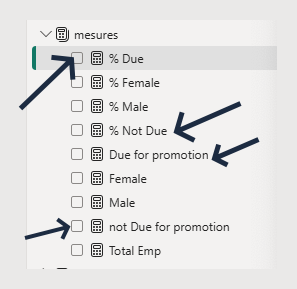 mesures
% Due
% Female
% Male
% Not Due
Due for promotion
Female
Male
not Due for promotion
Total Emp